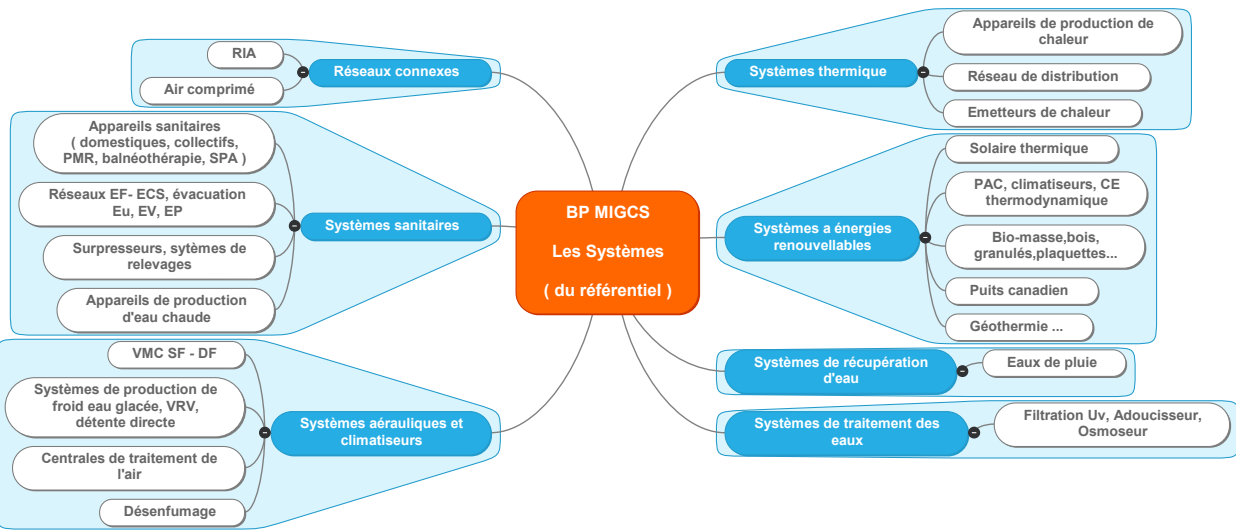 BP MIGCS
Les Systèmes
( du référentiel )
Réseaux connexes
RIA
Air comprimé
Systèmes sanitaires
Appareils sanitaires
( domestiques, collectifs,
PMR, balnéothérapie, SPA )
Réseaux EF- ECS, évacuation
Eu, EV, EP
Surpresseurs, sytèmes de
relevages
Appareils de production
d'eau chaude
Systèmes aérauliques et
climatiseurs
VMC SF - DF
Systèmes de production de
froid eau glacée, VRV,
détente directe
Centrales de traitement de
l'air
Désenfumage
Systèmes thermique
Appareils de production de
chaleur
Réseau de distribution
Emetteurs de chaleur
Systèmes a énergies
renouvellables
Solaire thermique
PAC, climatiseurs, CE
thermodynamique
Bio-masse,bois,
granulés,plaquettes...
Puits canadien
Géothermie ...
Systèmes de récupération
d'eau
Eaux de pluie
Systèmes de traitement des
eaux
Filtration Uv, Adoucisseur,
Osmoseur